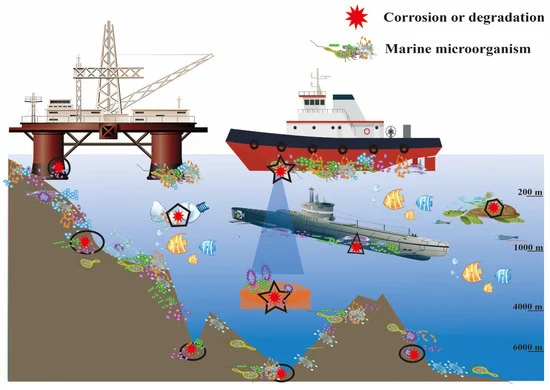 Corrosion or degradation
Marine microorganism
200 m
1000 m
4000 m
6000 m